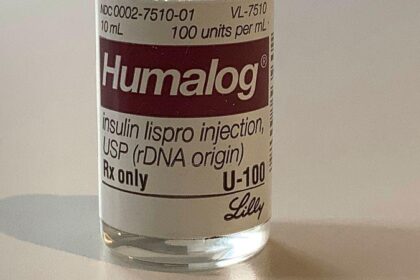 NDC 0002-7510-01 VL-7510
10 mL 100 units per mL
Humalog®
insulin lispro injection,
USP (rDNA origin)
Rx only U-100
Lilly